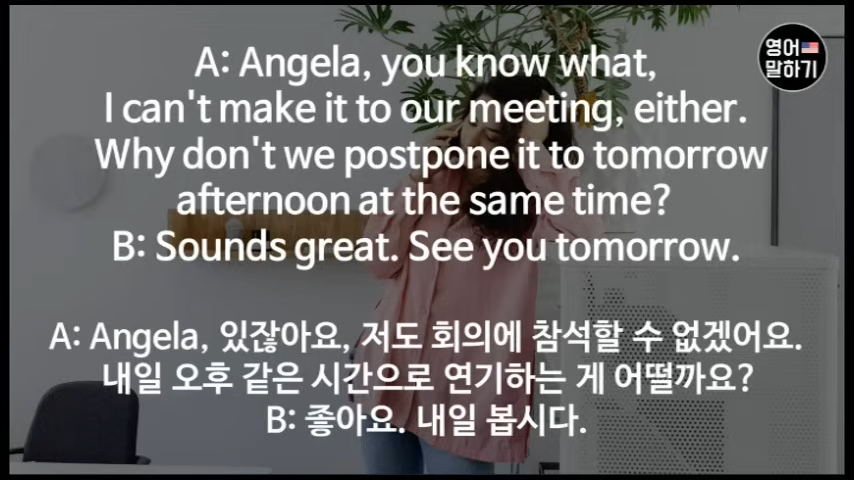 영어
말하기
A: Angela, you know what,
I can't make it to our meeting, either.
Why don't we postpone it to tomorrow
afternoon at the same time?
B: Sounds great. See you tomorrow.
A: Angela, 있잖아요, 저도 회의에 참석할 수 없겠어요.
내일 오후 같은 시간으로 연기하는 게 어떨까요?
B: 좋아요. 내일 봅시다.